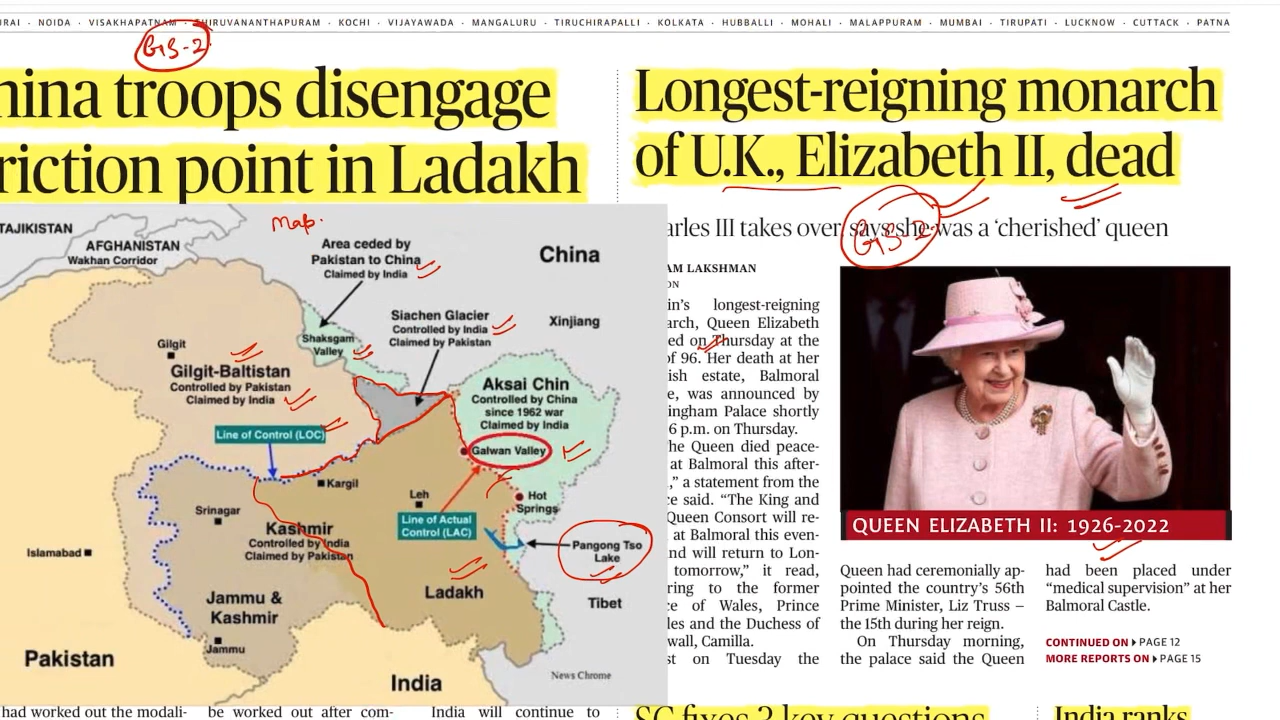 RAI · NOIDA · VISAKHAPATNAM · THIRUVANANTHAPURAM · KOCHI · VIJAYAWADA · MANGALURU · TIRUCHIRAPALLI · KOLKATA · HUBBALLI · MOHALI · MALAPPURAM · MUMBAI · TIRUPATI · LUCKNOW · CUTTACK · PATNA
GS-2
hina troops disengage
riction point in Ladakh
TAJIKISTAN
AFGHANISTAN
Wakhan Corridor
Map.
Area ceded by
Pakistan to China
Claimed by India
China
Siachen Glacier
Controlled by India
Claimed by Pakistan
Xinjiang
Shaksgam
Valley
Gilgit
Gilgit-Baltistan
Controlled by Pakistan
Claimed by India
Aksai Chin
Controlled by China
since 1962 war
Claimed by India
Line of Control (LOC)
Galwan Valley
Kargil
Leh
Hot
Springs
Srinagar
Line of Actual
Control (LAC)
Kashmir
Controlled by India
Claimed by Pakistan
Islamabad
Pangong Tso
Lake
Ladakh
Tibet
Jammu &
Kashmir
Jammu
Pakistan
India
News Chrome
had worked out the modali-
be worked out after com-
India will continue to
Longest-reigning monarch
of U.K., Elizabeth II, dead
arles III takes over, says she was a ‘cherished’ queen
GS-2
AM LAKSHMAN
ON
in’s longest-reigning
arch, Queen Elizabeth
ed on Thursday at the
of 96. Her death at her
ish estate, Balmoral
e, was announced by
ingham Palace shortly
6 p.m. on Thursday.
he Queen died peace-
at Balmoral this after-
,” a statement from the
ce said. “The King and
Queen Consort will re-
at Balmoral this even-
nd will return to Lon-
tomorrow,” it read,
ring to the former
ce of Wales, Prince
les and the Duchess of
wall, Camilla.
st on Tuesday the
QUEEN ELIZABETH II: 1926-2022
Queen had ceremonially ap-
pointed the country’s 56th
Prime Minister, Liz Truss –
the 15th during her reign.
On Thursday morning,
the palace said the Queen
had been placed under
“medical supervision” at her
Balmoral Castle.
CONTINUED ON PAGE 12
MORE REPORTS ON PAGE 15
SC fixes 3 key questions
India ranks